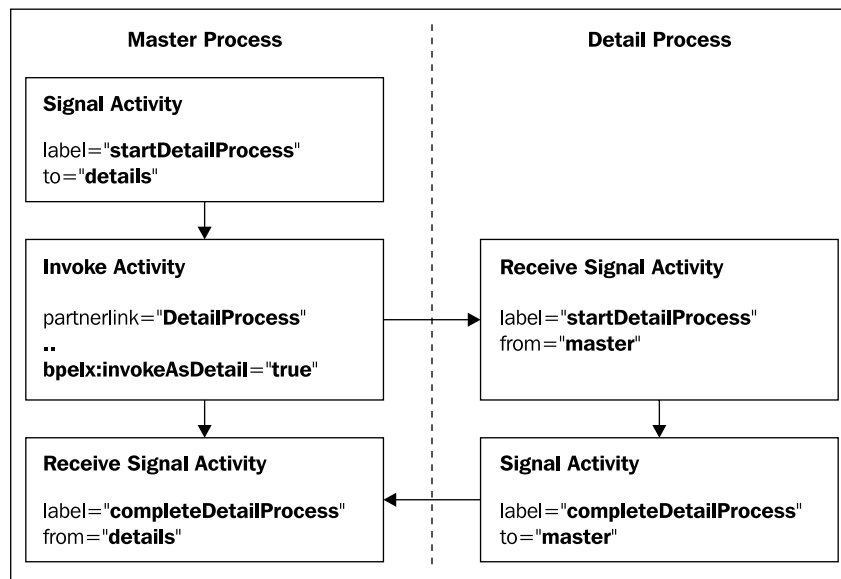 Master Process
Detail Process
Signal Activity
label="startDetailProcess"
to="details"
Invoke Activity
partnerlink="DetailProcess"
..
bpelx:invokeAsDetail="true"
Receive Signal Activity
label="startDetailProcess"
from="master"
Receive Signal Activity
label="completeDetailProcess"
from="details"
Signal Activity
label="completeDetailProcess"
to="master"